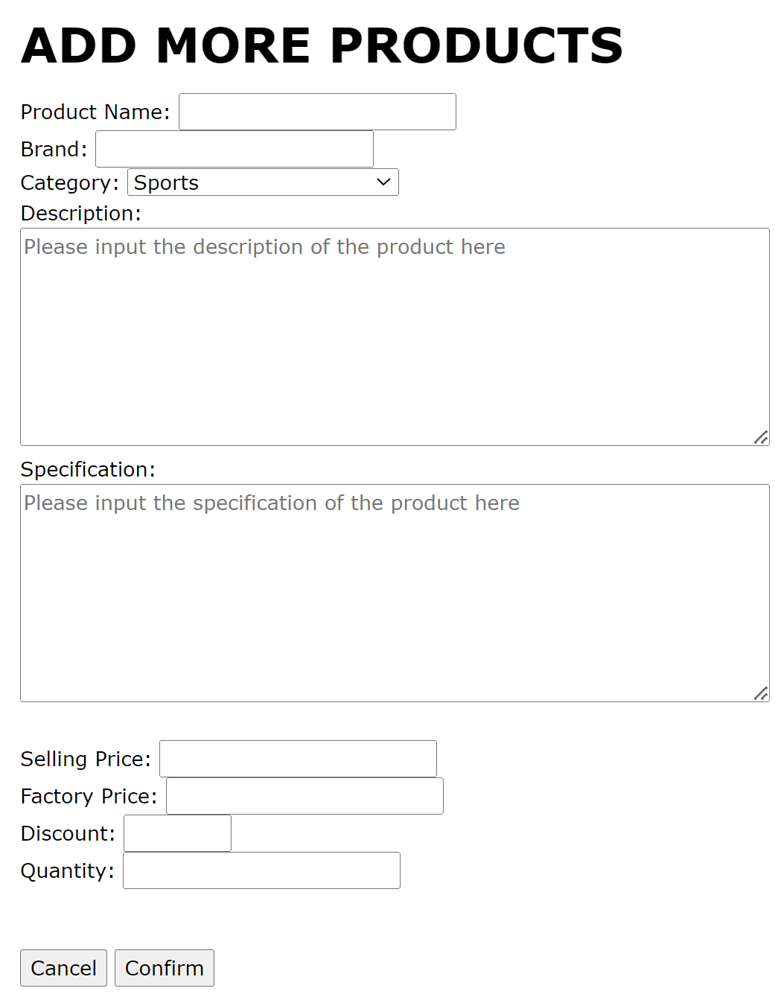 ADD MORE PRODUCTS
Product Name:
Brand:
Category: Sports
Description:
Please input the description of the product here
Specification:
Please input the specification of the product here
Selling Price:
Factory Price:
Discount:
Quantity:
Cancel Confirm